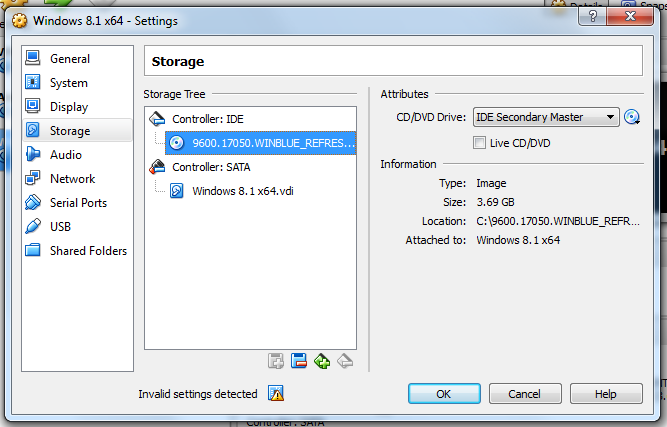 Windows 8.1 x64 - Settings
General
System
Display
Storage
Audio
Network
Serial Ports
USB
Shared Folders
Storage
Storage Tree
Controller: IDE
9600.17050.WINBLUE_REFRES...
Controller: SATA
Windows 8.1 x64.vdi
Attributes
CD/DVD Drive: IDE Secondary Master
Live CD/DVD
Information
Type: Image
Size: 3.69 GB
Location: C:\9600.17050.WINBLUE_REFR...
Attached to: Windows 8.1 x64
Invalid settings detected
OK Cancel Help
Controller: SATA